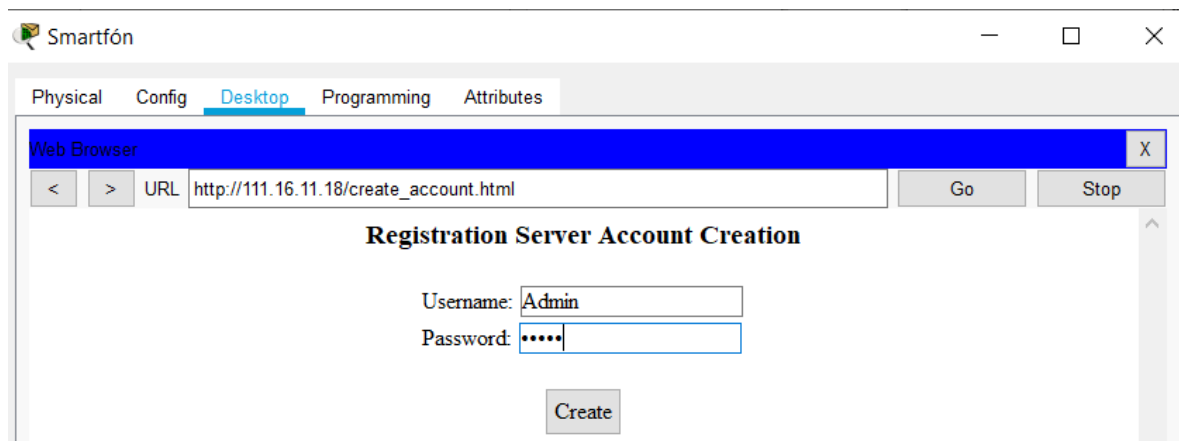 Smartfón
Physical Config Desktop Programming Attributes
Web Browser X
< > URL http://111.16.11.18/create_account.html Go Stop
Registration Server Account Creation
Username: Admin
Password: •••••
Create